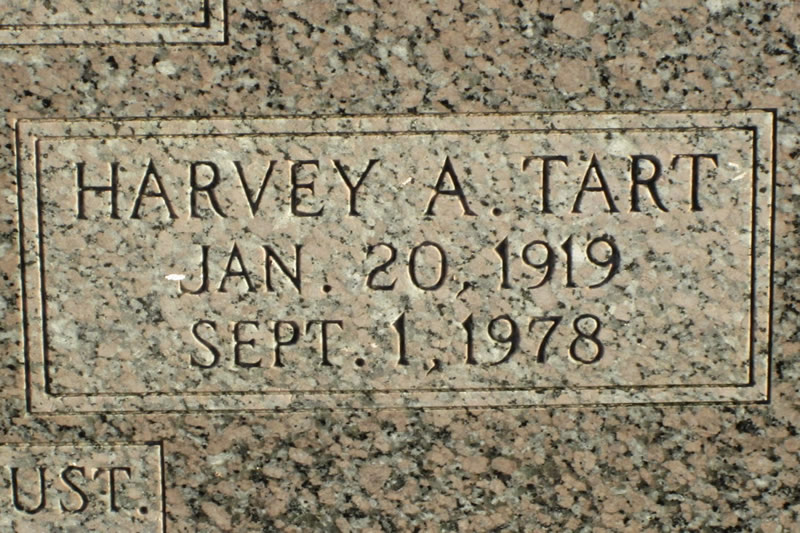 HARVEY A. TART
JAN. 20, 1919
SEPT. 1, 1978
UST.